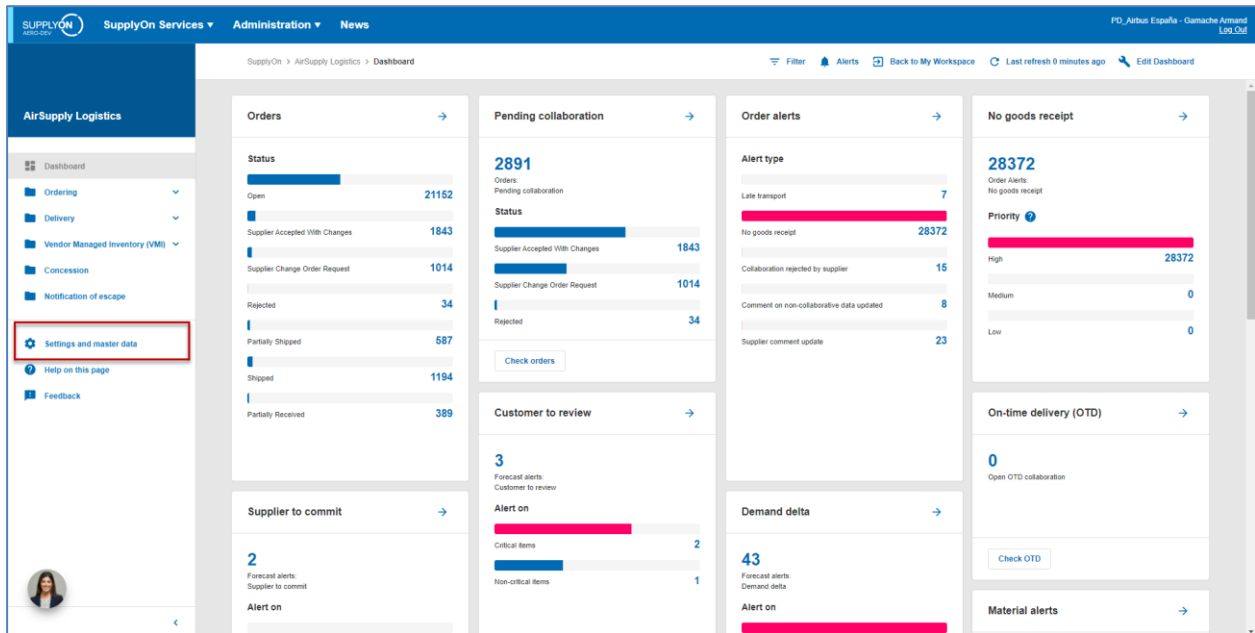 SUPPLYON
AERO-DEV
SupplyOn Services ▾ Administration ▾ News
PD_Airbus España - Gamache Armand
Log Out
SupplyOn > AirSupply Logistics > Dashboard
Filter Alerts Back to My Workspace Last refresh 0 minutes ago Edit Dashboard
AirSupply Logistics
Dashboard
Ordering
Delivery
Vendor Managed Inventory (VMI)
Concession
Notification of escape
Settings and master data
Help on this page
Feedback
Orders
Status
Open 21152
Supplier Accepted With Changes 1843
Supplier Change Order Request 1014
Rejected 34
Partially Shipped 587
Shipped 1194
Partially Received 389
Pending collaboration
2891
Orders:
Pending collaboration
Status
Supplier Accepted With Changes 1843
Supplier Change Order Request 1014
Rejected 34
Check orders
Order alerts
Alert type
Late transport 7
No goods receipt 28372
Collaboration rejected by supplier 15
Comment on non-collaborative data updated 8
Supplier comment update 23
No goods receipt
28372
Order Alerts:
No goods receipt
Priority ?
High 28372
Medium 0
Low 0
Customer to review
3
Forecast alerts:
Customer to review
Alert on
Critical items 2
Non-critical items 1
On-time delivery (OTD)
0
Open OTD collaboration
Check OTD
Supplier to commit
2
Forecast alerts:
Supplier to commit
Alert on
Demand delta
43
Forecast alerts:
Demand delta
Alert on
Material alerts